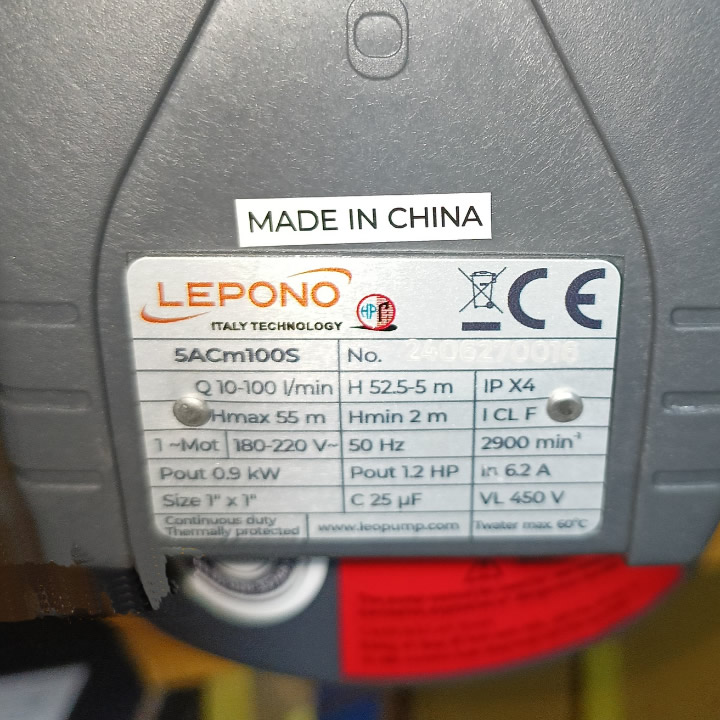 MADE IN CHINA
LEPONO
ITALY TECHNOLOGY
HP
CE
5ACm100S No. 2406270016
Q 10-100 l/min H 52.5-5 m IP X4
Hmax 55 m Hmin 2 m I CL F
1 ~Mot 180-220 V~ 50 Hz 2900 min⁻¹
Pout 0.9 kW Pout 1.2 HP in 6.2 A
Size 1" x 1" C 25 µF VL 450 V
Continuous duty
Thermally protected www.leopump.com Twater max. 60°C